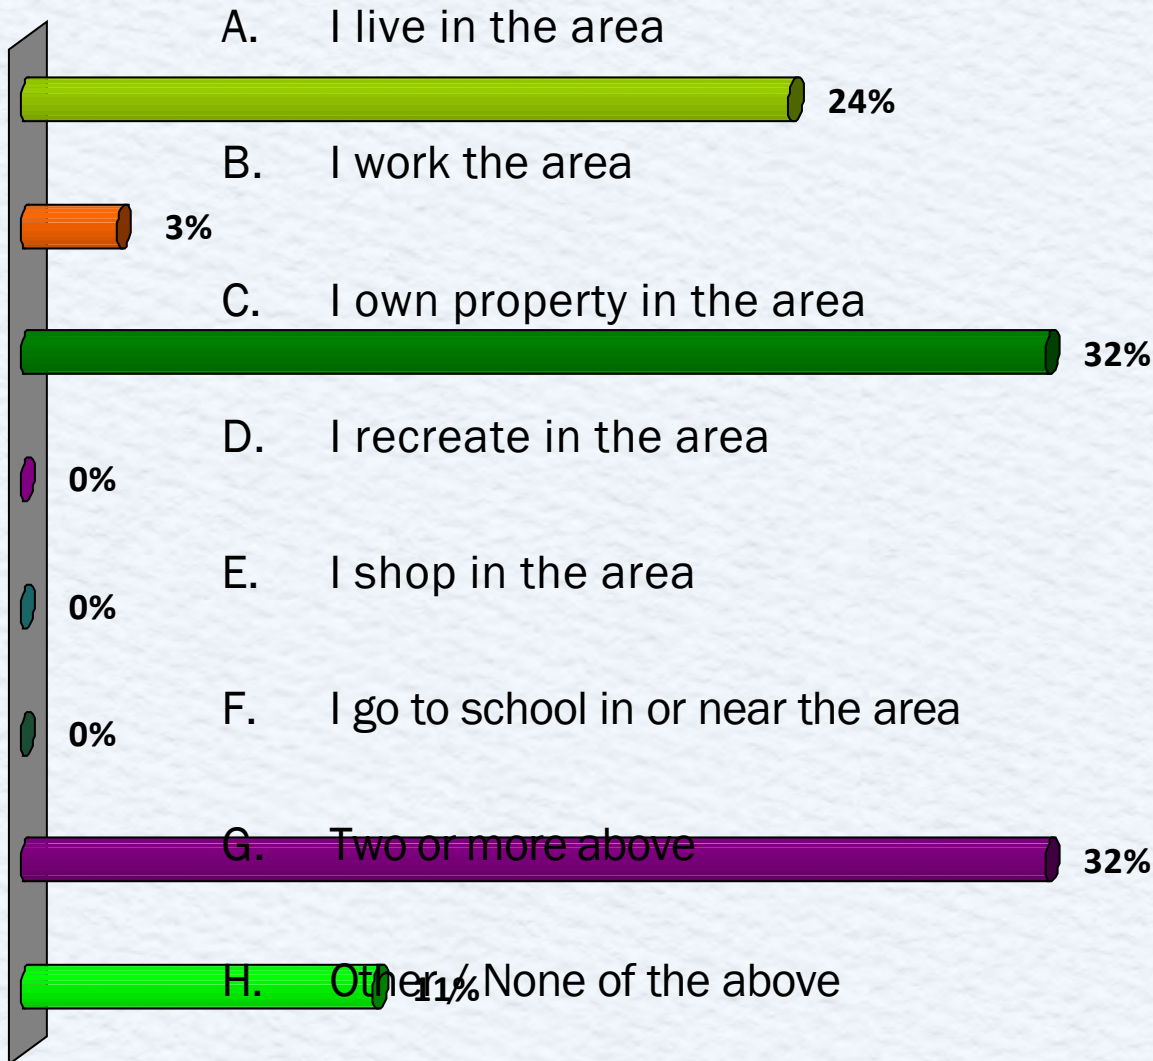 A. I live in the area
24%
B. I work the area
3%
C. I own property in the area
32%
D. I recreate in the area
0%
E. I shop in the area
0%
F. I go to school in or near the area
0%
G. Two or more above
32%
H. Other / None of the above
11%